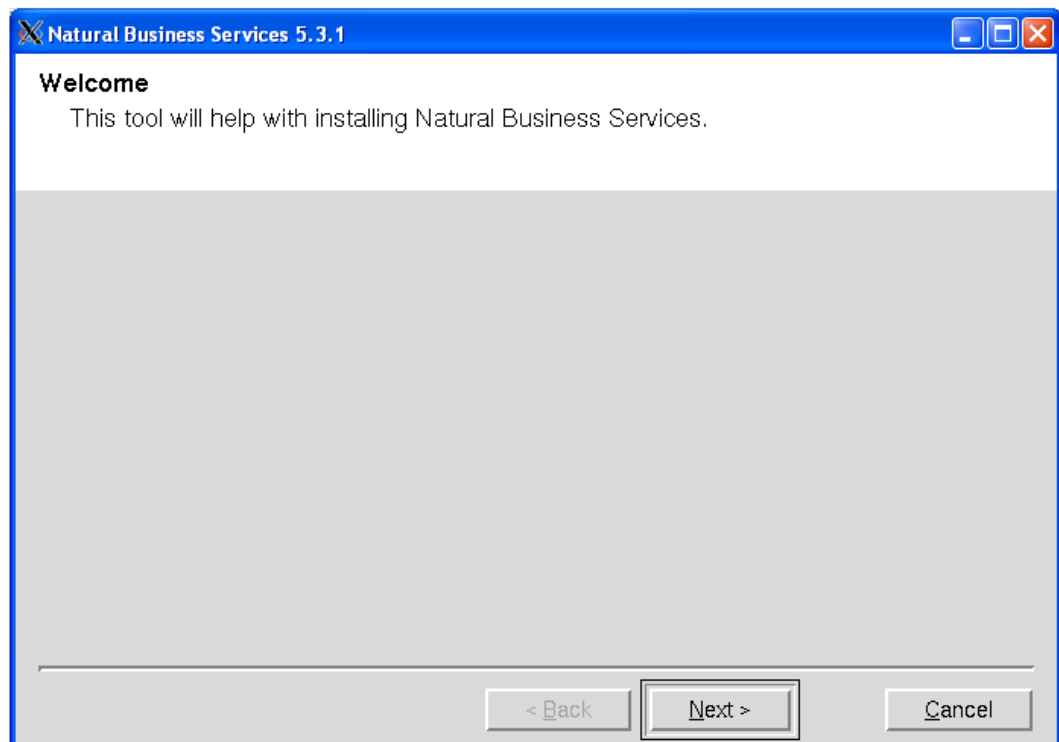 Natural Business Services 5.3.1
Welcome
This tool will help with installing Natural Business Services.
< Back
Next >
Cancel